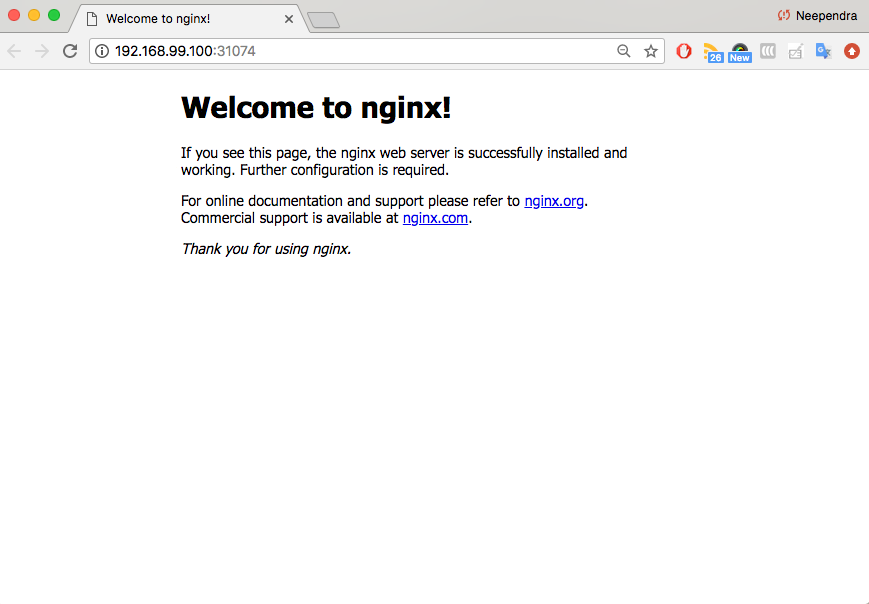 Welcome to nginx!
Neependra
192.168.99.100:31074
26
New
Welcome to nginx!
If you see this page, the nginx web server is successfully installed and
working. Further configuration is required.
For online documentation and support please refer to nginx.org.
Commercial support is available at nginx.com.
Thank you for using nginx.